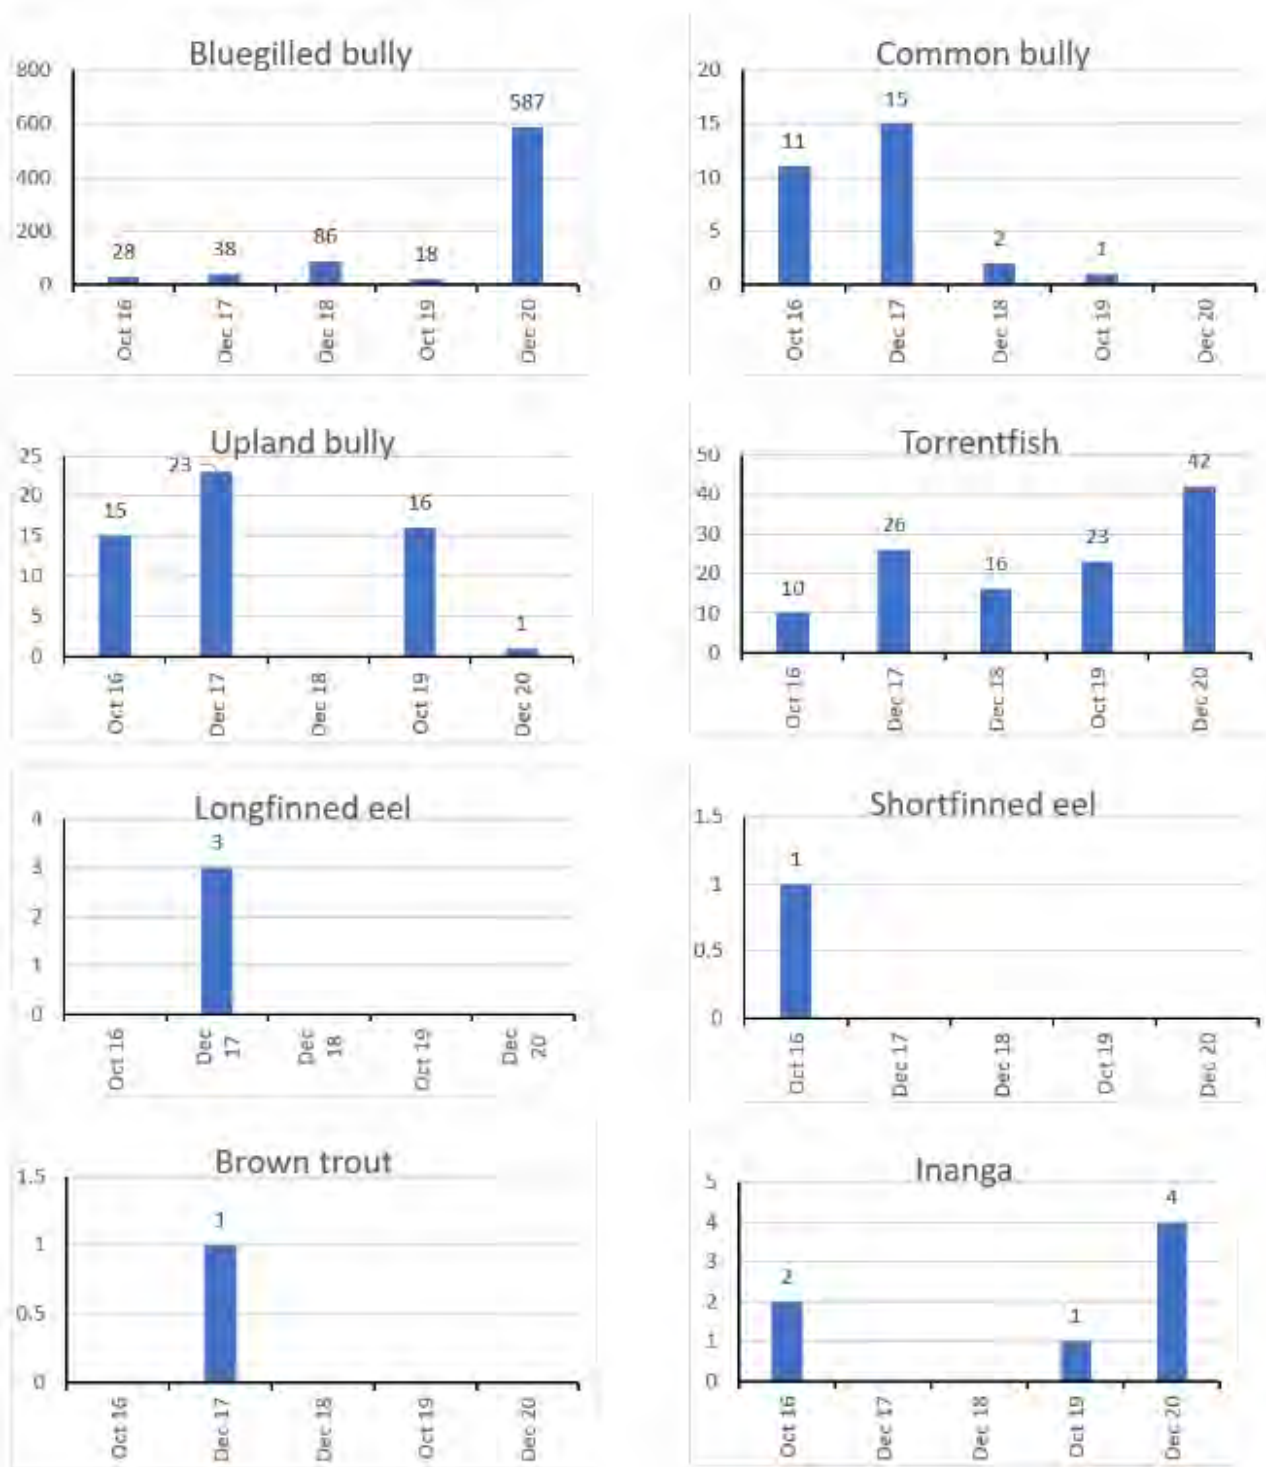 Bluegilled bully
800
600
400
200
0
28
38
86
18
587
Oct 16
Dec 17
Dec 18
Oct 19
Dec 20
Common bully
20
15
10
5
0
11
15
2
1
Oct 16
Dec 17
Dec 18
Oct 19
Dec 20
Upland bully
25
20
15
10
5
0
15
23
16
1
Oct 16
Dec 17
Dec 18
Oct 19
Dec 20
Torrentfish
50
40
30
20
10
0
10
26
16
23
42
Oct 16
Dec 17
Dec 18
Oct 19
Dec 20
Longfinned eel
4
3
2
1
0
3
Oct 16
Dec
17
Dec
18
Oct 19
Dec
20
Shortfinned eel
1.5
1
0.5
0
1
Oct 16
Dec 17
Dec 18
Oct 19
Dec 20
Brown trout
1.5
1
0.5
0
1
Oct 16
Dec 17
Dec 18
Oct 19
Dec 20
Inanga
5
4
3
2
1
0
2
1
4
Oct 16
Dec 17
Dec 18
Oct 19
Dec 20